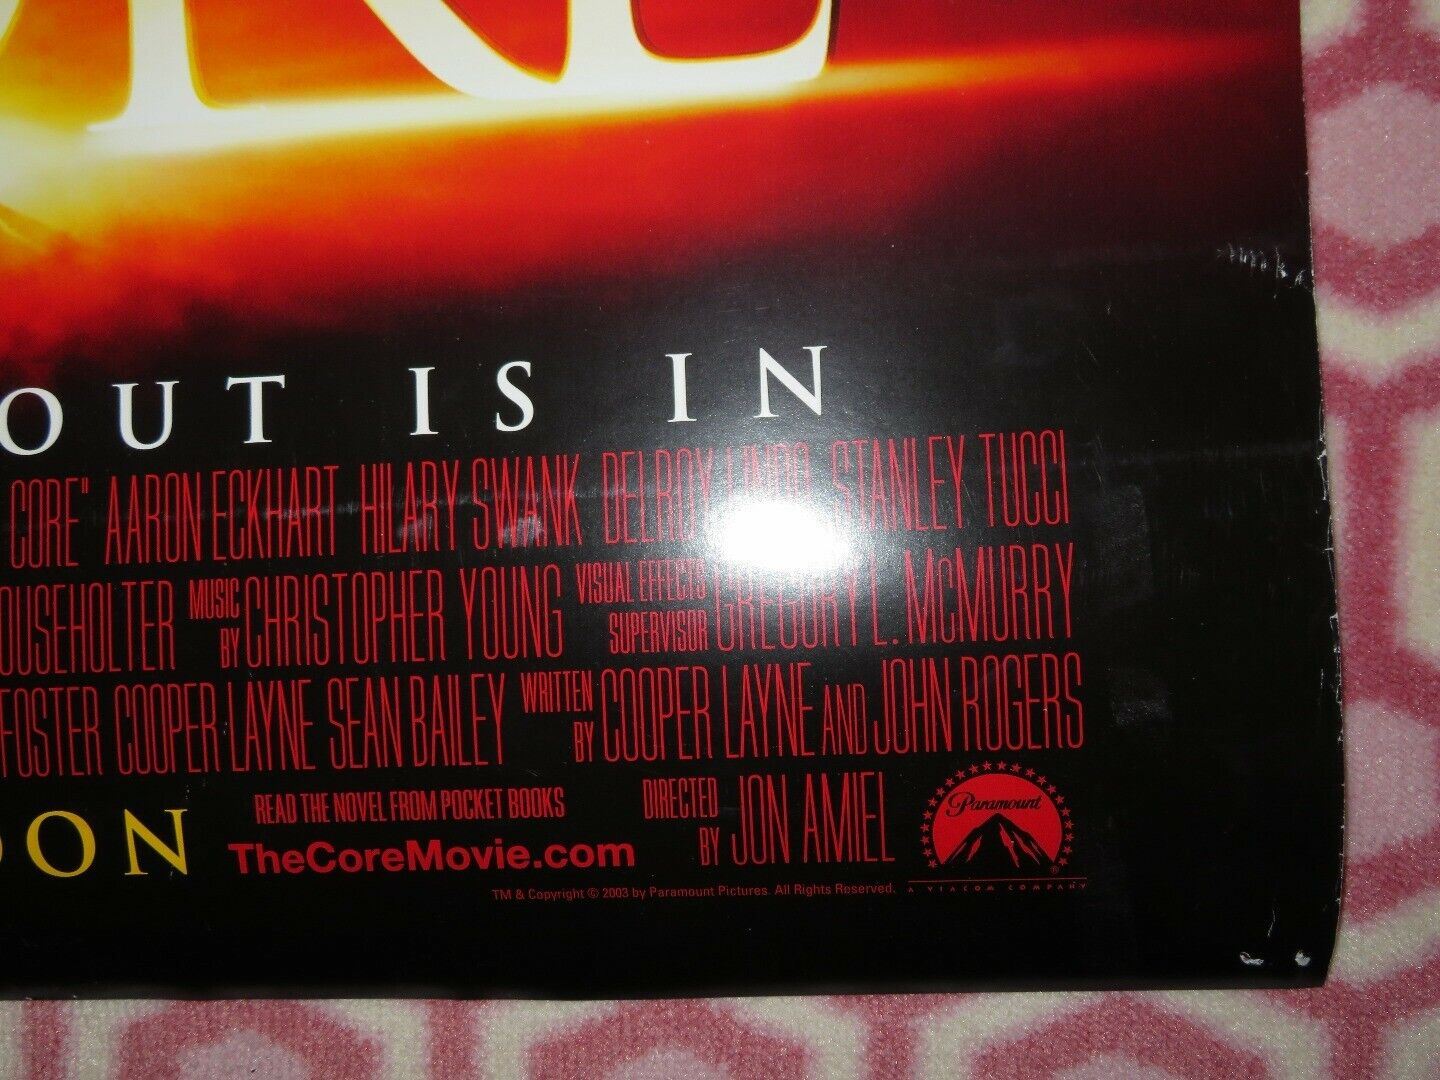 OUT IS IN
CORE" AARON ECKHART HILARY SWANK DELROY LINDO STANLEY TUCCI
OUSEHOLTER MUSIC BY CHRISTOPHER YOUNG VISUAL EFFECTS SUPERVISOR GREGORY L. MCMURRY
FOSTER COOPER LAYNE SEAN BAILEY WRITTEN BY COOPER LAYNE AND JOHN ROGERS
OON READ THE NOVEL FROM POCKET BOOKS DIRECTED BY JON AMIEL Paramount
TheCoreMovie.com
TM & Copyright © 2003 by Paramount Pictures. All Rights Reserved. A VIACOM COMPANY